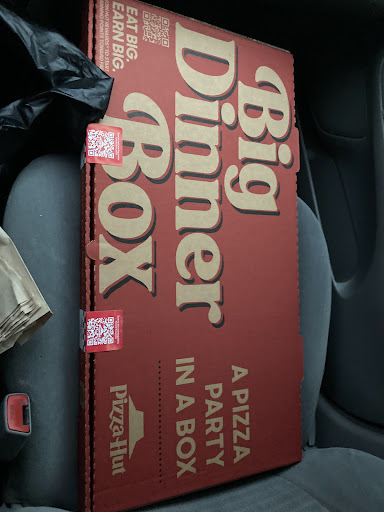 EAT BIG.
EARN BIG.
Big
Dinner
Box
A PIZZA
PARTY
IN A BOX
Pizza Hut